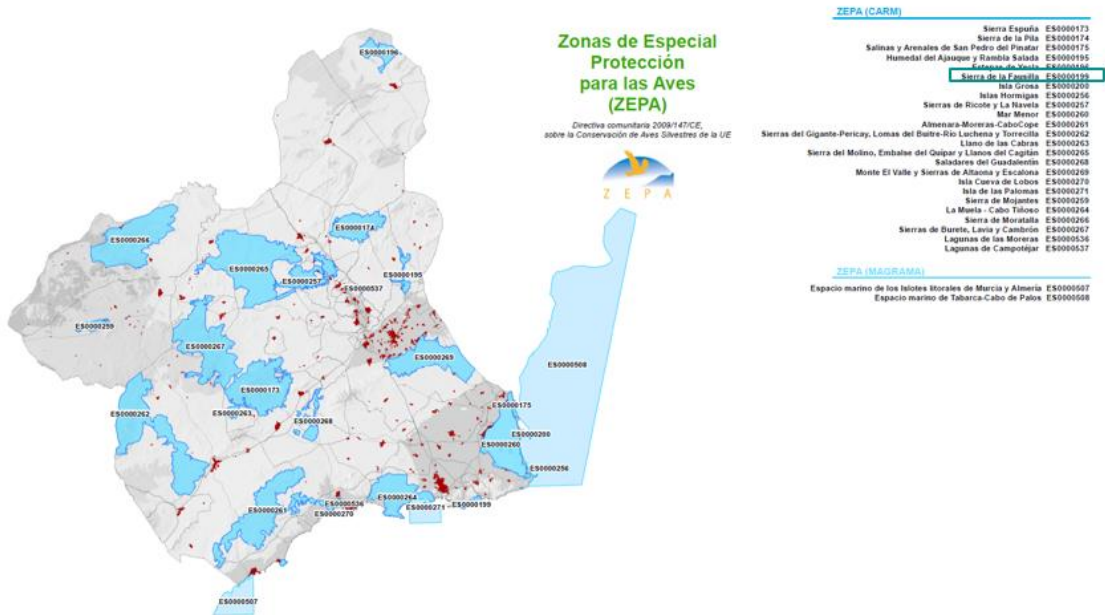 Zonas de Especial
Protección
para las Aves
(ZEPA)
Directiva comunitaria 2009/147/CE,
sobre la Conservación de Aves Silvestres de la UE
Z E P A
ZEPA (CARM)
Sierra Espuña ES0000173
Sierra de la Pila ES0000174
Salinas y Arenales de San Pedro del Pinatar ES0000175
Humedal del Ajauque y Rambla Salada ES0000195
Estepas de Yecla ES0000196
Sierra de la Fausilla ES0000199
Isla Grosa ES0000200
Islas Hormigas ES0000256
Sierras de Ricote y La Navela ES0000257
Mar Menor ES0000260
Almenara-Moreras-CaboCope ES0000261
Sierras del Gigante-Pericay, Lomas del Buitre-Río Luchena y Torrecilla ES0000262
Llano de las Cabras ES0000263
Sierra del Molino, Embalse del Quípar y Llanos del Cagitán ES0000265
Saladares del Guadalentín ES0000268
Monte El Valle y Sierras de Altaona y Escalona ES0000269
Isla Cueva de Lobos ES0000270
Isla de las Palomas ES0000271
Sierra de Mojantes ES0000259
La Muela - Cabo Tiñoso ES0000264
Sierra de Moratalla ES0000266
Sierras de Burete, Lavia y Cambrón ES0000267
Lagunas de las Moreras ES0000536
Lagunas de Campotéjar ES0000537
ZEPA (MAGRAMA)
Espacio marino de los Islotes litorales de Murcia y Almería ES0000507
Espacio marino de Tabarca-Cabo de Palos ES0000508
ES0000196
ES0000174
ES0000266
ES0000265
ES0000257
ES0000195
ES0000537
ES0000259
ES0000267
ES0000269
ES0000508
ES0000173
ES0000175
ES0000262
ES0000263
ES0000268
ES0000200
ES0000260
ES0000256
ES0000264
ES0000536
ES0000199
ES0000271
ES0000261
ES0000270
ES0000507